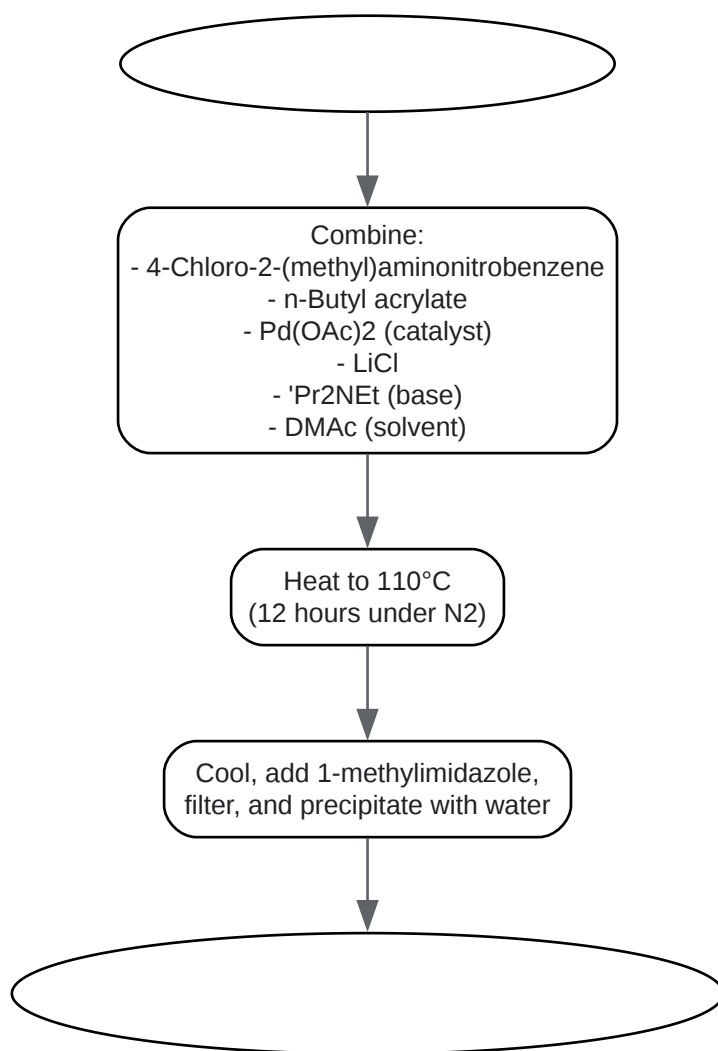 Combine:
- 4-Chloro-2-(methyl)aminonitrobenzene
- n-Butyl acrylate
- Pd(OAc)2 (catalyst)
- LiCl
- 'Pr2NEt (base)
- DMAc (solvent)
Heat to 110°C
(12 hours under N2)
Cool, add 1-methylimidazole,
filter, and precipitate with water